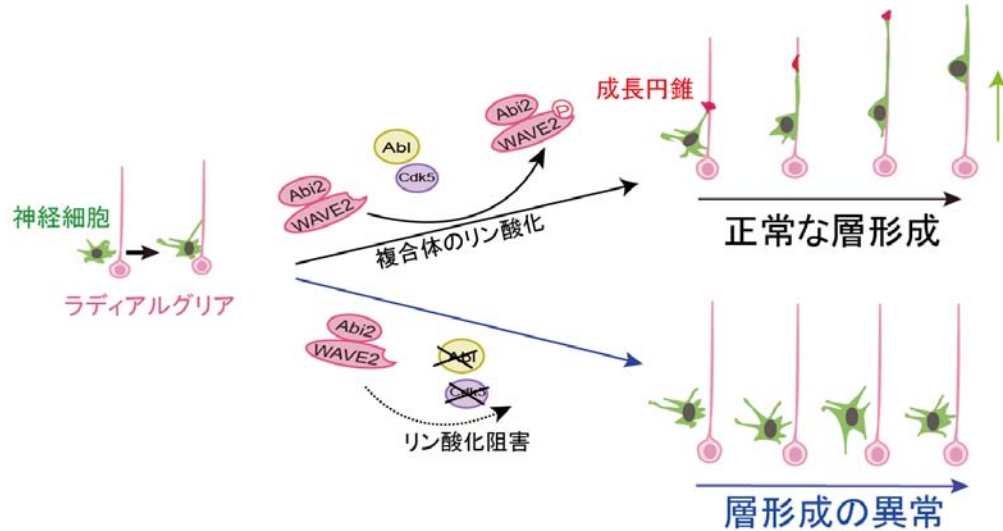 神経細胞
ラディアルグリア
Abi2
WAVE2
Abl
Cdk5
Abi2
WAVE2
P
複合体のリン酸化
成長円錐
正常な層形成
Abi2
WAVE2
Abl
Cdk5
リン酸化阻害
層形成の異常